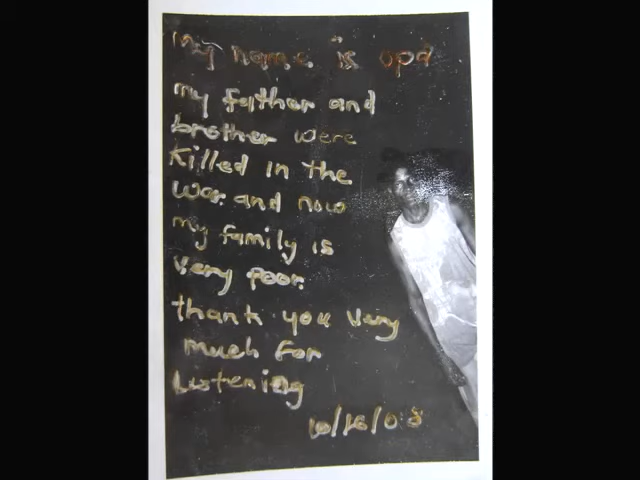 my name is opa
my father and
brother were
killed in the
war and now
my family is
very poor.
thank you very
much for
Listening
10/16/08